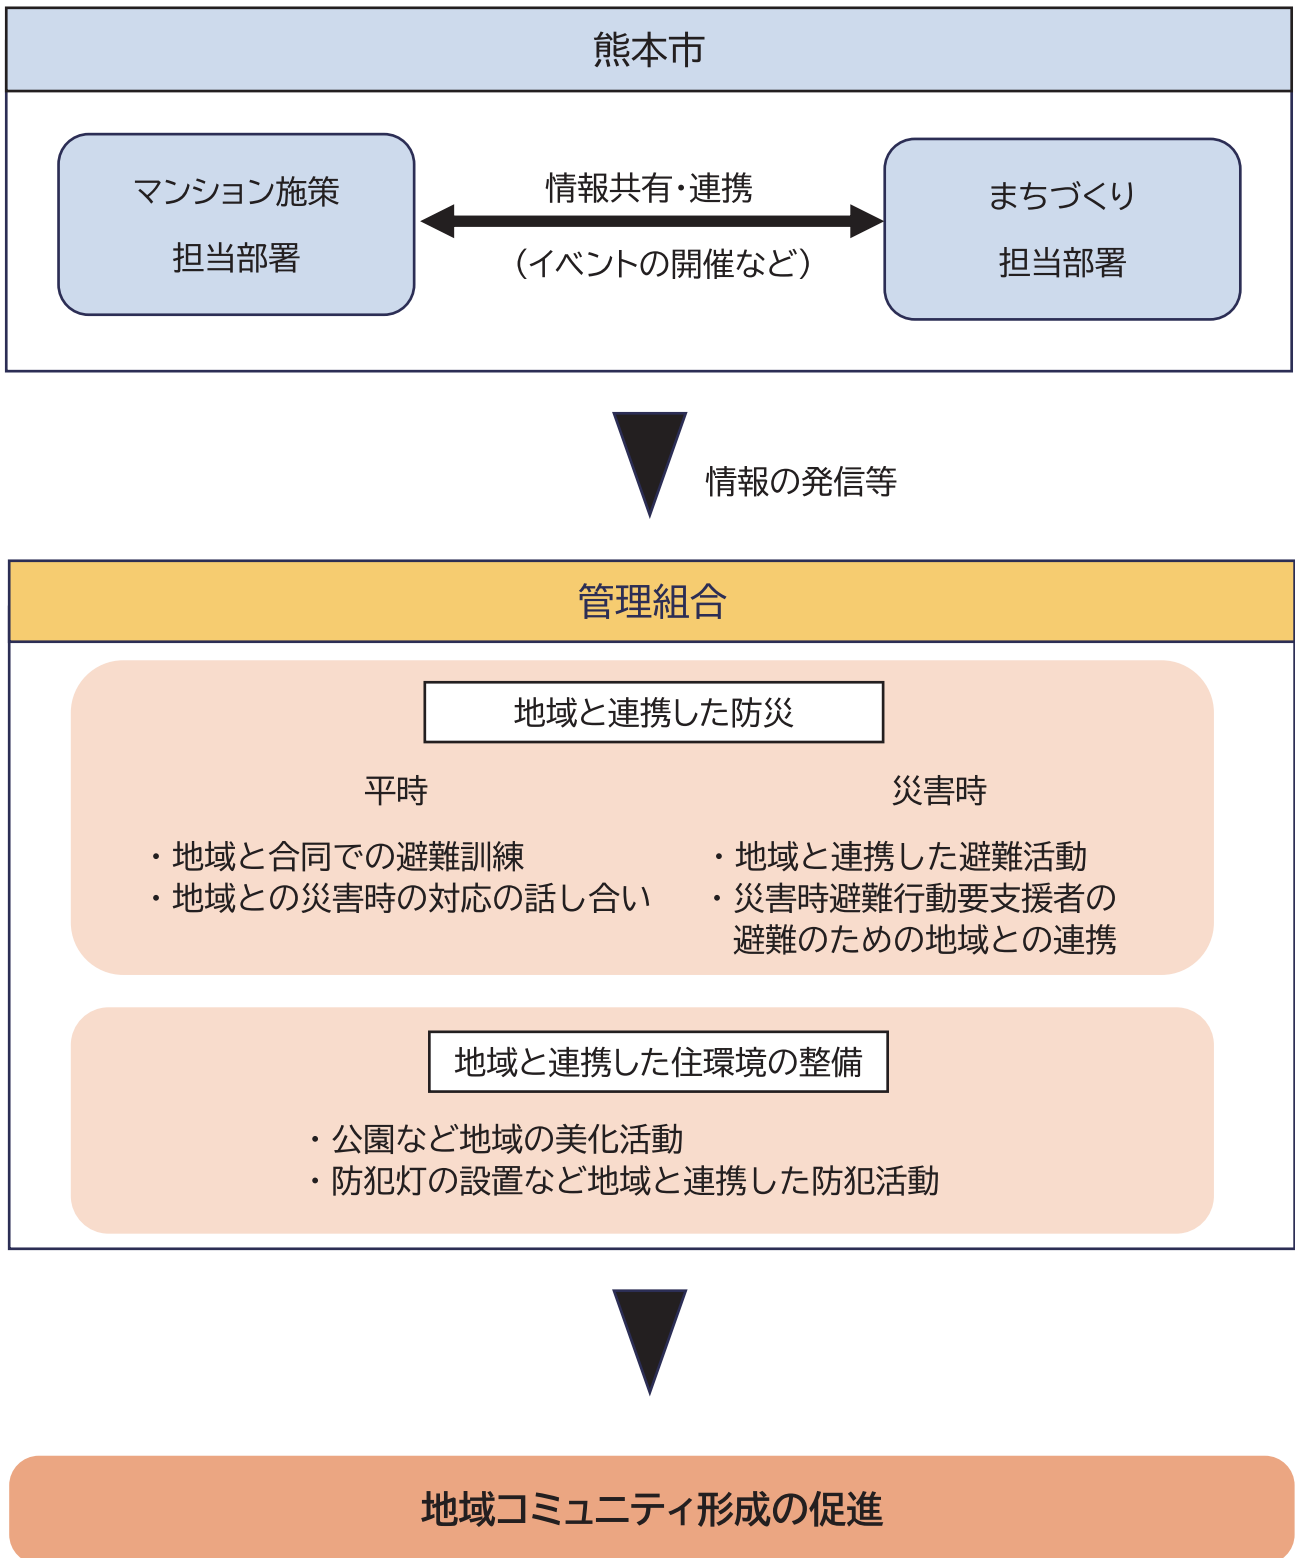 熊本市
マンション施策
担当部署
情報共有・連携
（イベントの開催など）
まちづくり
担当部署
情報の発信等
管理組合
地域と連携した防災
平時
・地域と合同での避難訓練
・地域との災害時の対応の話し合い
災害時
・地域と連携した避難活動
・災害時避難行動要支援者の
避難のための地域との連携
地域と連携した住環境の整備
・公園など地域の美化活動
・防犯灯の設置など地域と連携した防犯活動
地域コミュニティ形成の促進